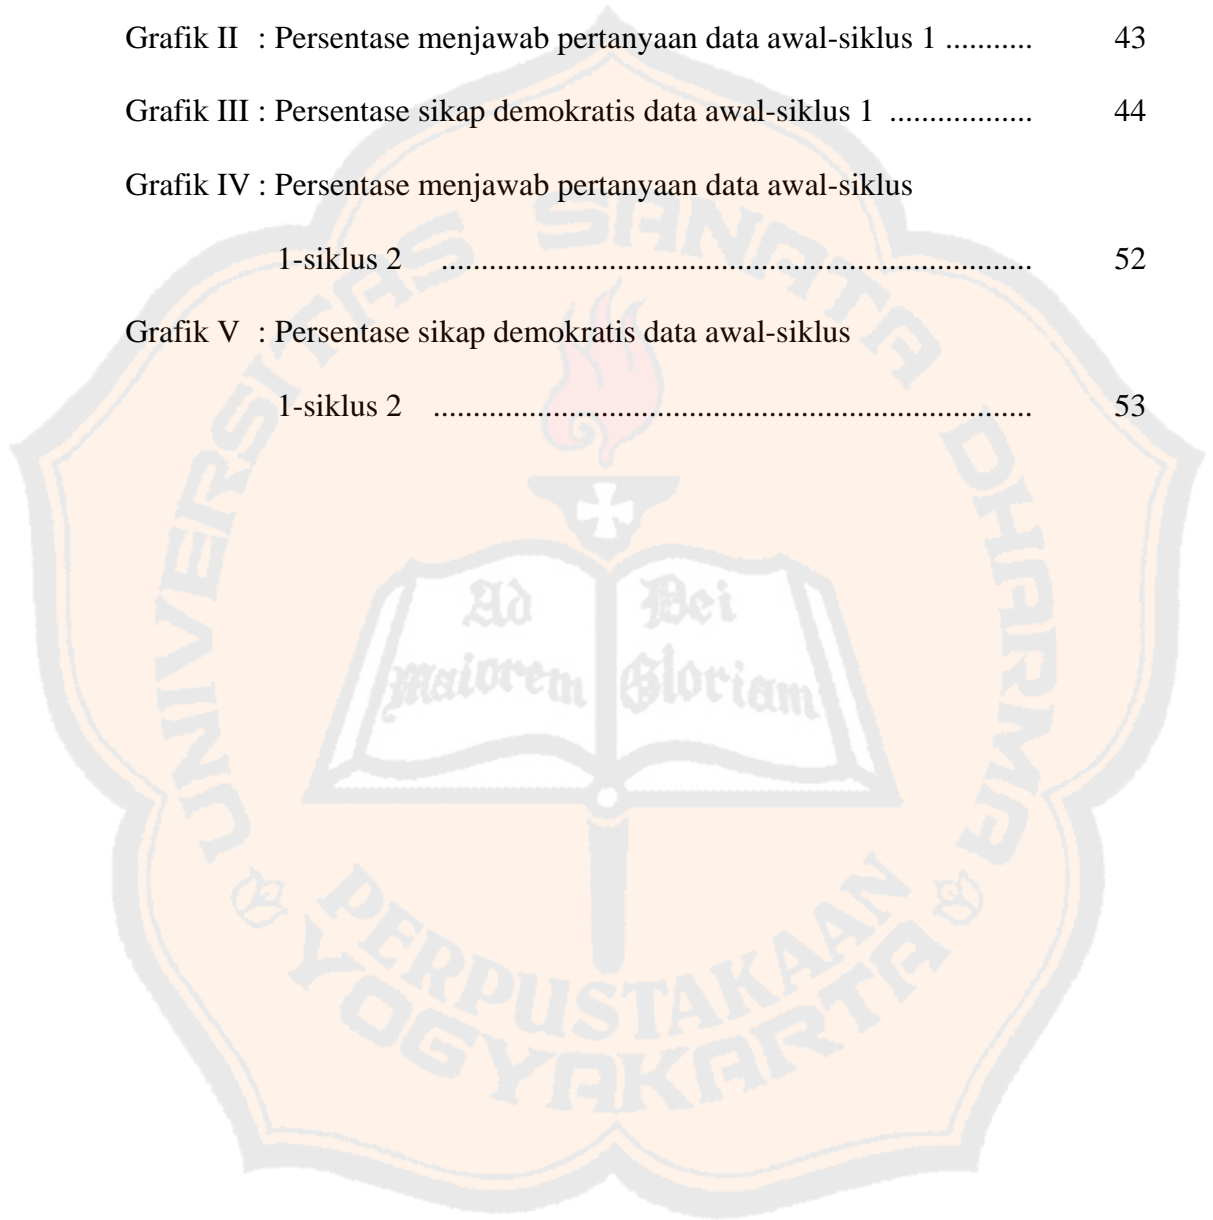 Grafik II : Persentase menjawab pertanyaan data awal-siklus 1 ........... 43
Grafik III : Persentase sikap demokratis data awal-siklus 1 .................. 44
Grafik IV : Persentase menjawab pertanyaan data awal-siklus
1-siklus 2 .......................................................................... 52
Grafik V : Persentase sikap demokratis data awal-siklus
1-siklus 2 ........................................................................... 53
UNIVERSITAS SANATA DHARMA
Ad Dei
Maiorem Gloriam
PERPUSTAKAAN
YOGYAKARTA